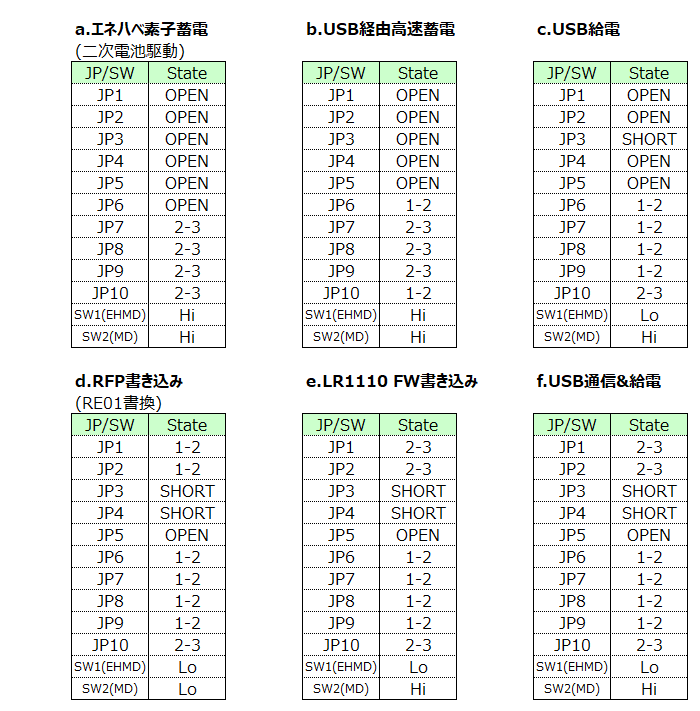 a.エネハベ素子蓄電
(二次電池駆動)
JP/SW State
JP1 OPEN
JP2 OPEN
JP3 OPEN
JP4 OPEN
JP5 OPEN
JP6 OPEN
JP7 2-3
JP8 2-3
JP9 2-3
JP10 2-3
SW1(EHMD) Hi
SW2(MD) Hi
b.USB経由高速蓄電
JP/SW State
JP1 OPEN
JP2 OPEN
JP3 OPEN
JP4 OPEN
JP5 OPEN
JP6 1-2
JP7 2-3
JP8 2-3
JP9 2-3
JP10 1-2
SW1(EHMD) Hi
SW2(MD) Hi
c.USB給電
JP/SW State
JP1 OPEN
JP2 OPEN
JP3 SHORT
JP4 OPEN
JP5 OPEN
JP6 1-2
JP7 1-2
JP8 1-2
JP9 1-2
JP10 2-3
SW1(EHMD) Lo
SW2(MD) Hi
d.RFP書き込み
(RE01書換)
JP/SW State
JP1 1-2
JP2 1-2
JP3 SHORT
JP4 SHORT
JP5 OPEN
JP6 1-2
JP7 1-2
JP8 1-2
JP9 1-2
JP10 2-3
SW1(EHMD) Lo
SW2(MD) Lo
e.LR1110 FW書き込み
JP/SW State
JP1 2-3
JP2 2-3
JP3 SHORT
JP4 SHORT
JP5 OPEN
JP6 1-2
JP7 1-2
JP8 1-2
JP9 1-2
JP10 2-3
SW1(EHMD) Lo
SW2(MD) Hi
f.USB通信&給電
JP/SW State
JP1 2-3
JP2 2-3
JP3 SHORT
JP4 SHORT
JP5 OPEN
JP6 1-2
JP7 1-2
JP8 1-2
JP9 1-2
JP10 2-3
SW1(EHMD) Lo
SW2(MD) Hi